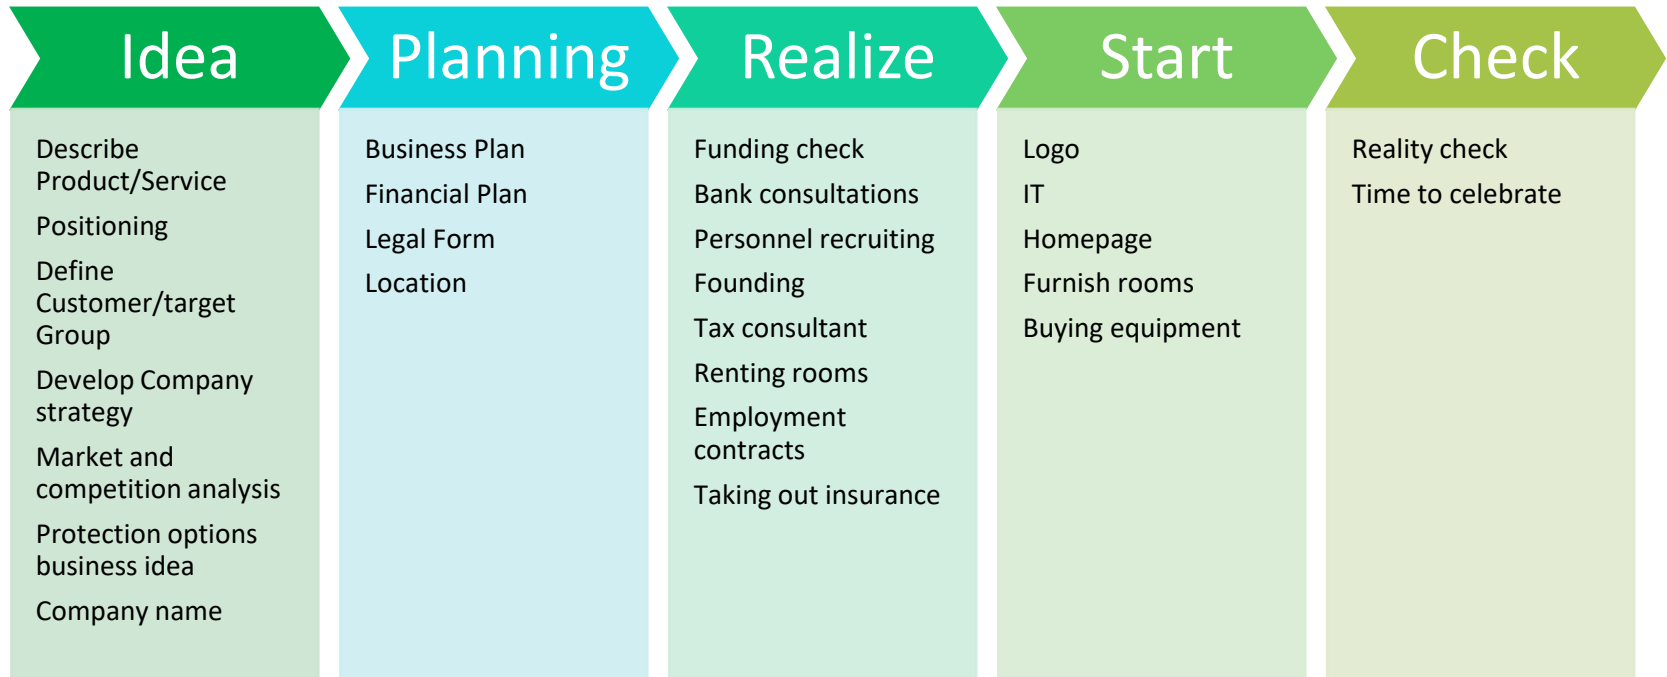 Idea
Describe
Product/Service
Positioning
Define
Customer/target
Group
Develop Company
strategy
Market and
competition analysis
Protection options
business idea
Company name
Planning
Business Plan
Financial Plan
Legal Form
Location
Realize
Funding check
Bank consultations
Personnel recruiting
Founding
Tax consultant
Renting rooms
Employment
contracts
Taking out insurance
Start
Logo
IT
Homepage
Furnish rooms
Buying equipment
Check
Reality check
Time to celebrate